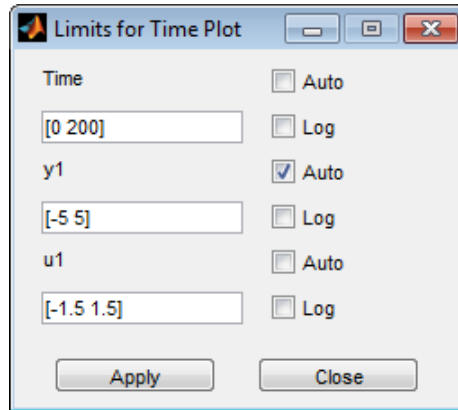 Limits for Time Plot
Time Auto
[0 200] Log
y1 Auto
[-5 5] Log
u1 Auto
[-1.5 1.5] Log
Apply Close